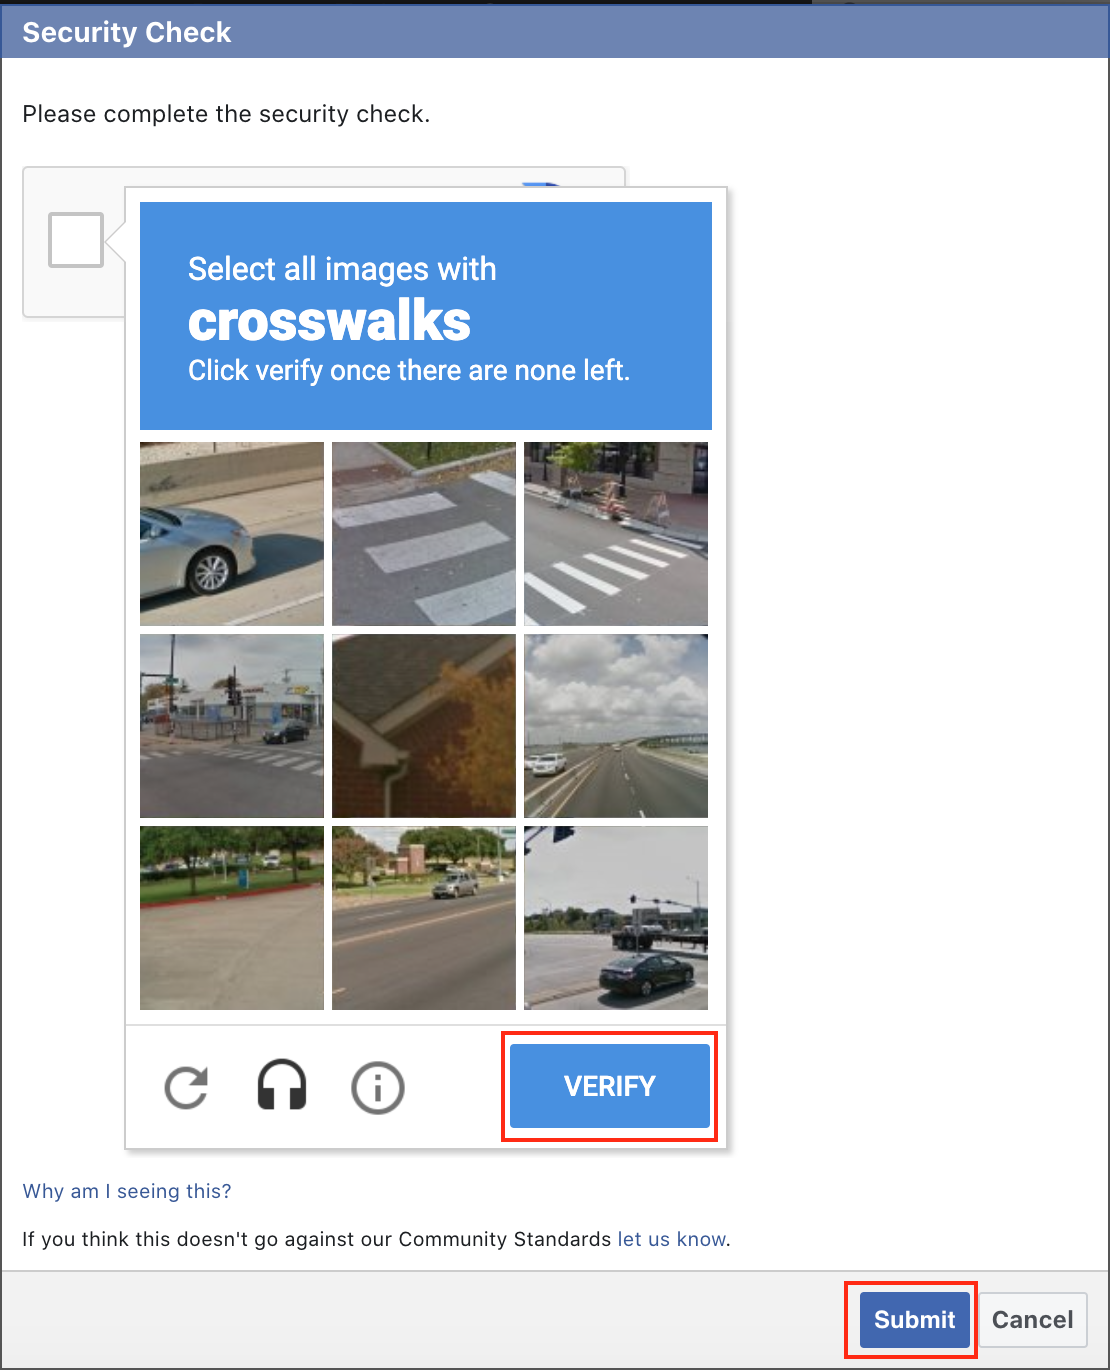 Security Check
Please complete the security check.
Select all images with
crosswalks
Click verify once there are none left.
VERIFY
Why am I seeing this?
If you think this doesn't go against our Community Standards let us know.
Submit Cancel